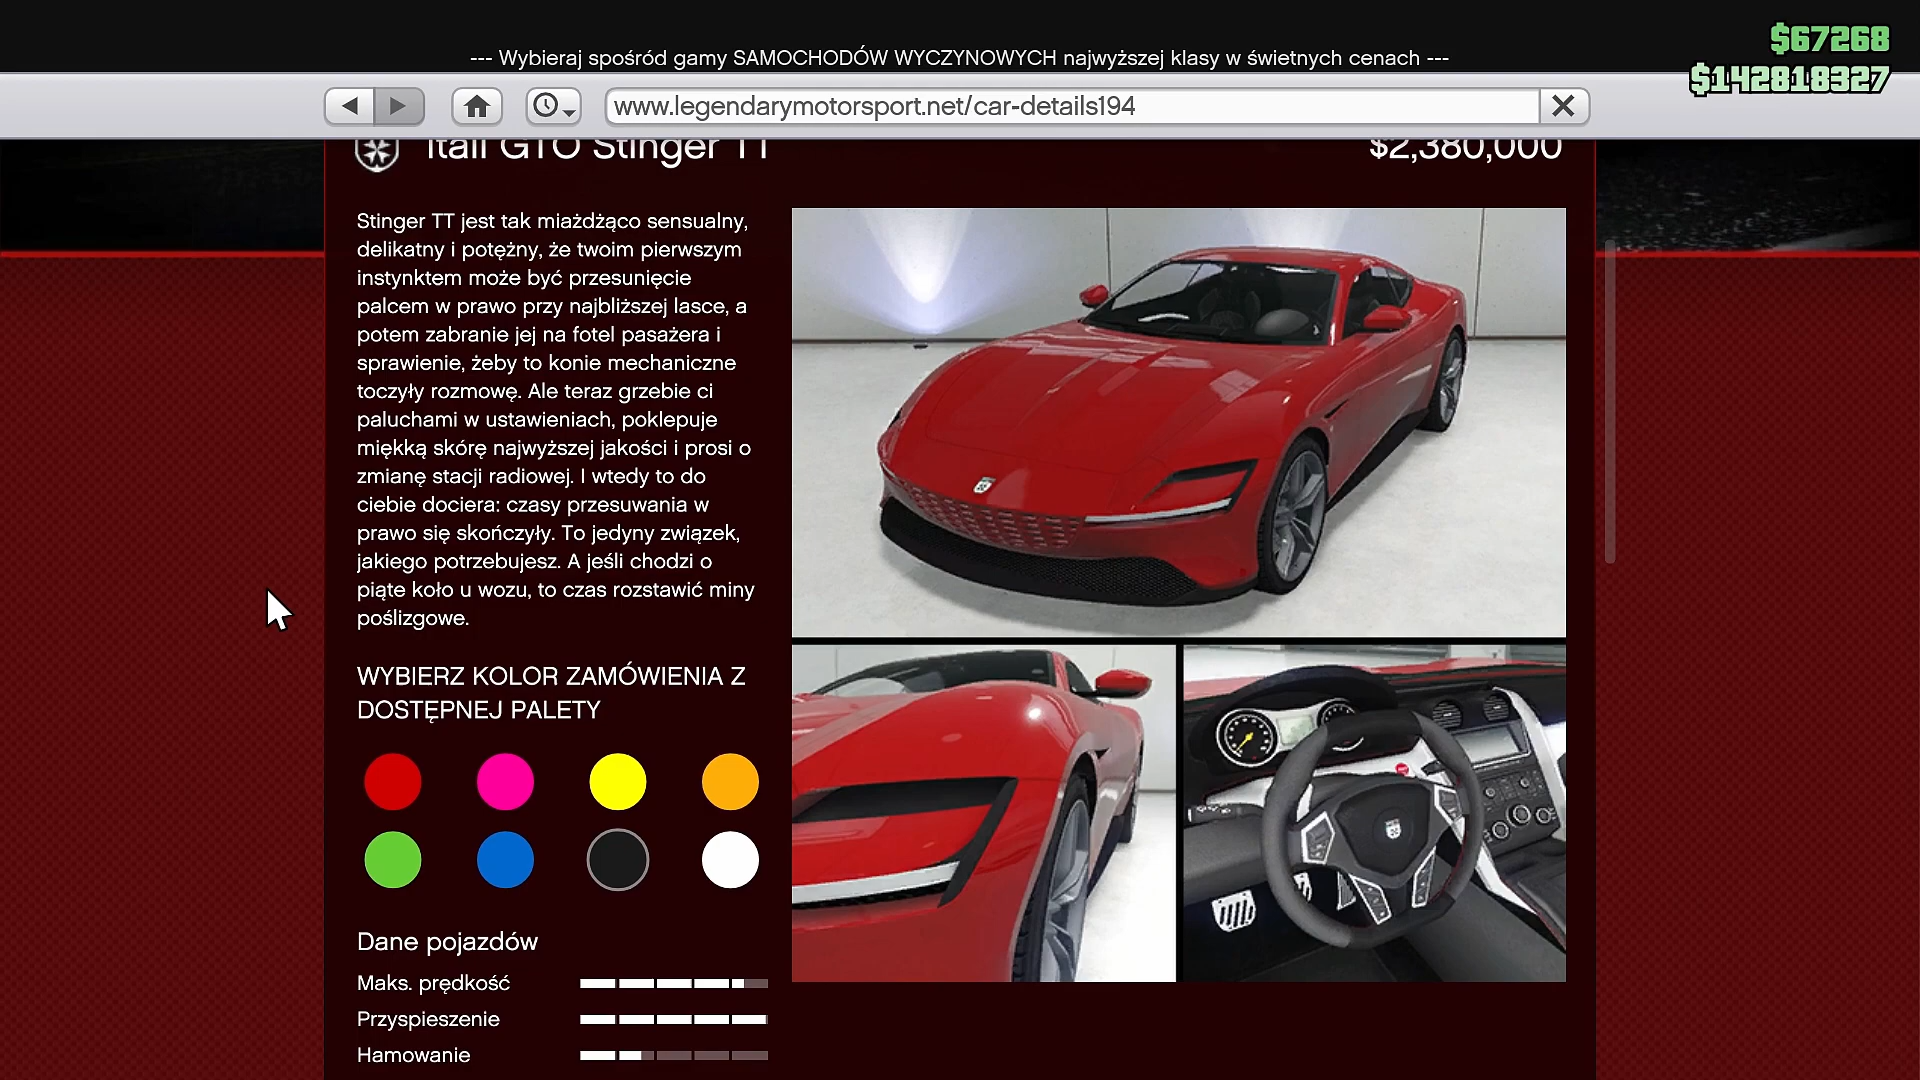 $67268
--- Wybieraj spośród gamy SAMOCHODÓW WYCZYNOWYCH najwyższej klasy w świetnych cenach ---
$142818327
www.legendarymotorsport.net/car-details194
Itali GTO Stinger TT
$2,380,000
Stinger TT jest tak miażdżąco sensualny,
delikatny i potężny, że twoim pierwszym
instynktem może być przesunięcie
palcem w prawo przy najbliższej lasce, a
potem zabranie jej na fotel pasażera i
sprawienie, żeby to konie mechaniczne
toczyły rozmowę. Ale teraz grzebie ci
paluchami w ustawieniach, poklepuje
miękką skórę najwyższej jakości i prosi o
zmianę stacji radiowej. I wtedy to do
ciebie dociera: czasy przesuwania w
prawo się skończyły. To jedyny związek,
jakiego potrzebujesz. A jeśli chodzi o
piąte koło u wozu, to czas rozstawić miny
poślizgowe.
WYBIERZ KOLOR ZAMÓWIENIA Z
DOSTĘPNEJ PALETY
Dane pojazdów
Maks. prędkość
Przyspieszenie
Hamowanie